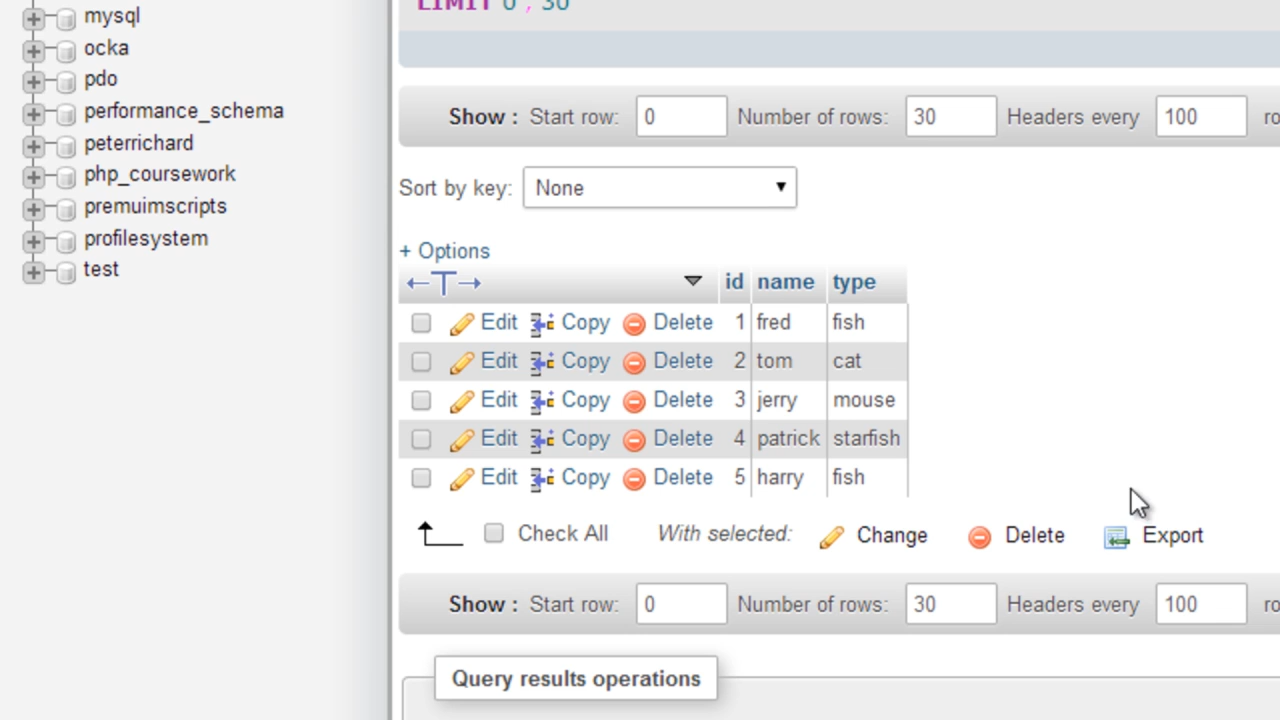 mysql
ocka
pdo
performance_schema
peterrichard
php_coursework
premuimscripts
profilesystem
test
LIMIT 0 , 30
Show : Start row: 0 Number of rows: 30 Headers every 100 ro
Sort by key: None
+ Options
←T→ id name type
Edit Copy Delete 1 fred fish
Edit Copy Delete 2 tom cat
Edit Copy Delete 3 jerry mouse
Edit Copy Delete 4 patrick starfish
Edit Copy Delete 5 harry fish
Check All With selected: Change Delete Export
Show : Start row: 0 Number of rows: 30 Headers every 100 ro
Query results operations